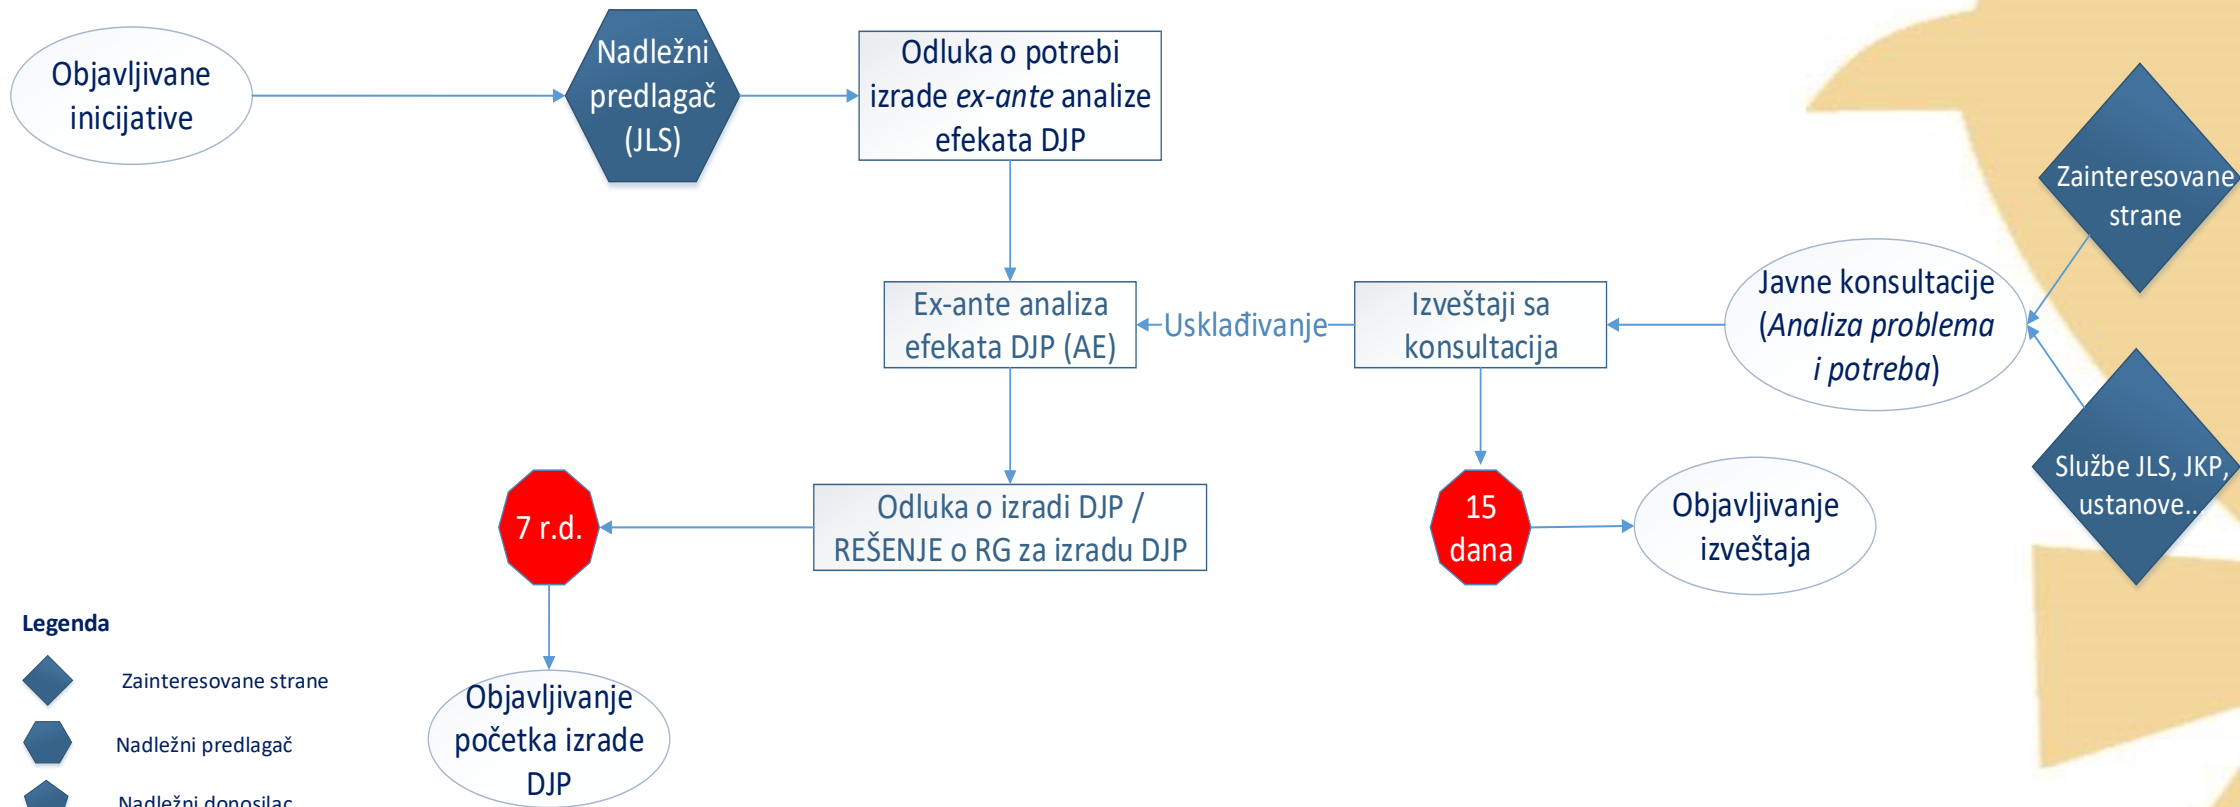 Objavljivane
inicijative
Nadležni
predlagač
(JLS)
Odluka o potrebi
izrade ex-ante analize
efekata DJP
Zainteresovane
strane
Ex-ante analiza
efekata DJP (AE)
Usklađivanje
Izveštaji sa
konsultacija
Javne konsultacije
(Analiza problema
i potreba)
Službe JLS, JKP,
ustanove...
7 r.d.
Odluka o izradi DJP /
REŠENJE o RG za izradu DJP
15
dana
Objavljivanje
izveštaja
Objavljivanje
početka izrade
DJP
Legenda
Zainteresovane strane
Nadležni predlagač
Nadležni donosilac